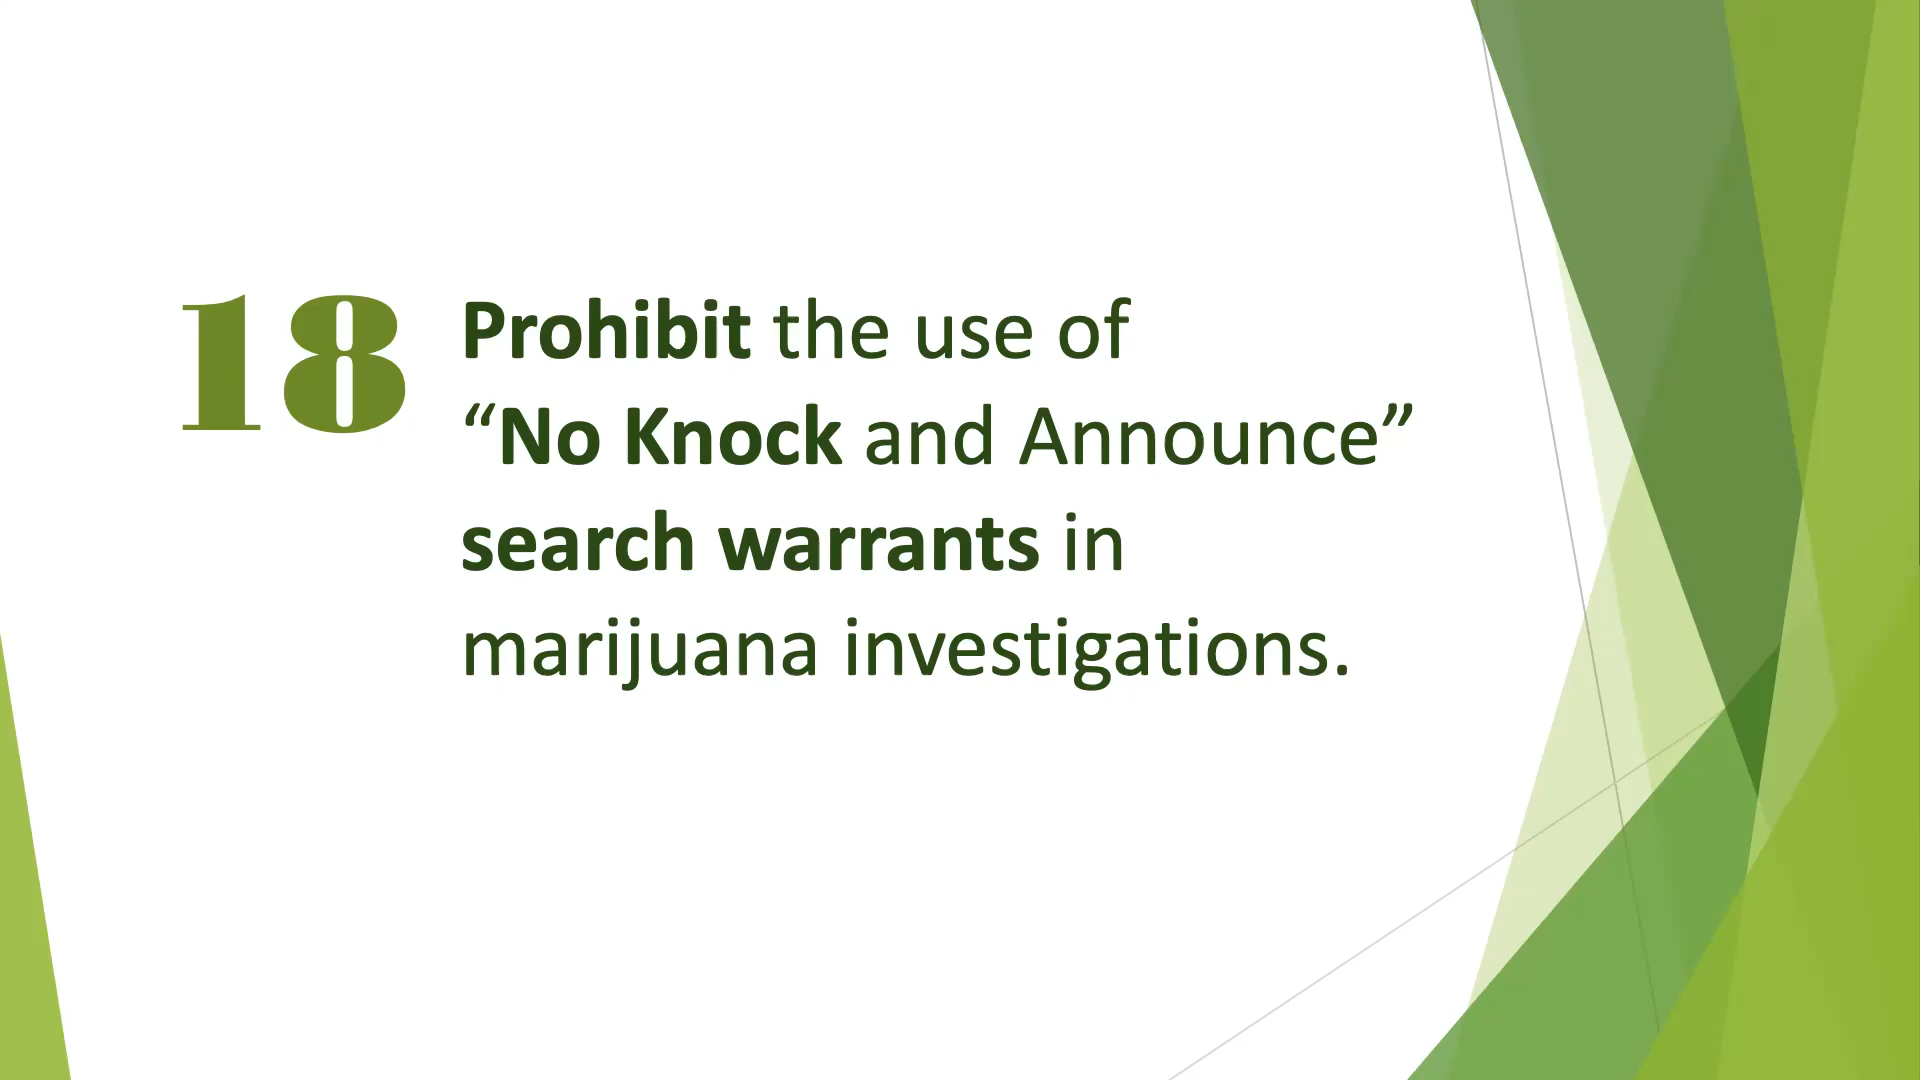 18
Prohibit the use of
“No Knock and Announce”
search warrants in
marijuana investigations.